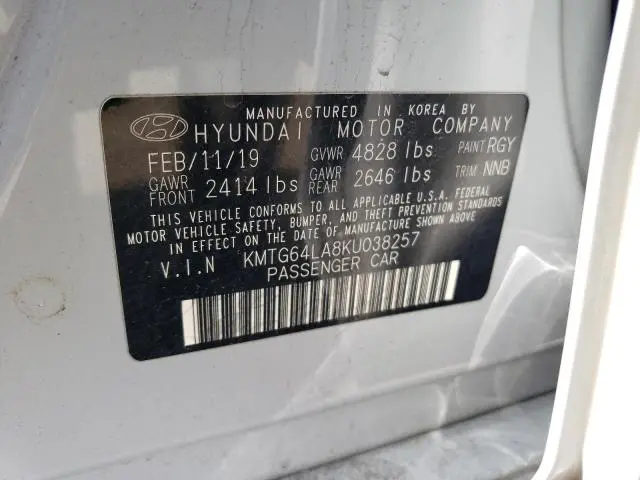 MANUFACTURED IN KOREA BY
HYUNDAI MOTOR COMPANY
FEB/11/19 GVWR 4828 lbs PAINT RGY
GAWR FRONT 2414 lbs GAWR REAR 2646 lbs TRIM NNB
THIS VEHICLE CONFORMS TO ALL APPLICABLE U.S.A. FEDERAL
MOTOR VEHICLE SAFETY, BUMPER, AND THEFT PREVENTION STANDARDS
IN EFFECT ON THE DATE OF MANUFACTURE SHOWN ABOVE.
V.I.N KMTG64LA8KU038257
PASSENGER CAR